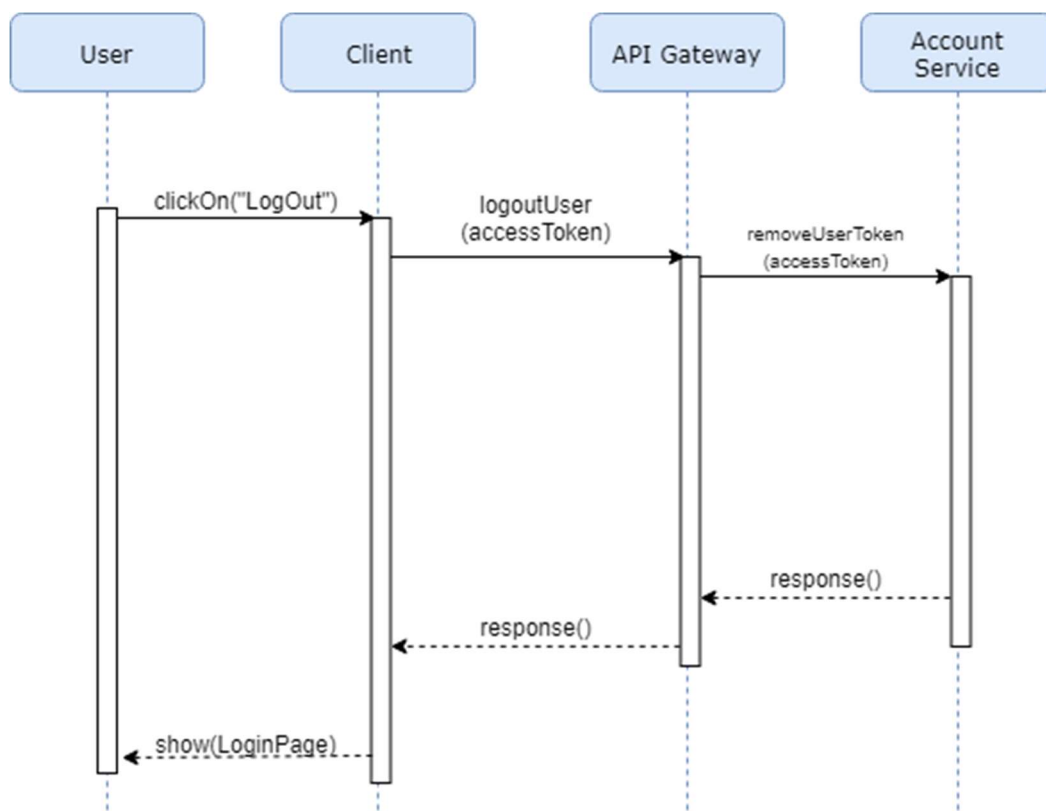 User
Client
API Gateway
Account
Service
clickOn("LogOut")
logoutUser
(accessToken)
removeUserToken
(accessToken)
response()
response()
show(LoginPage)